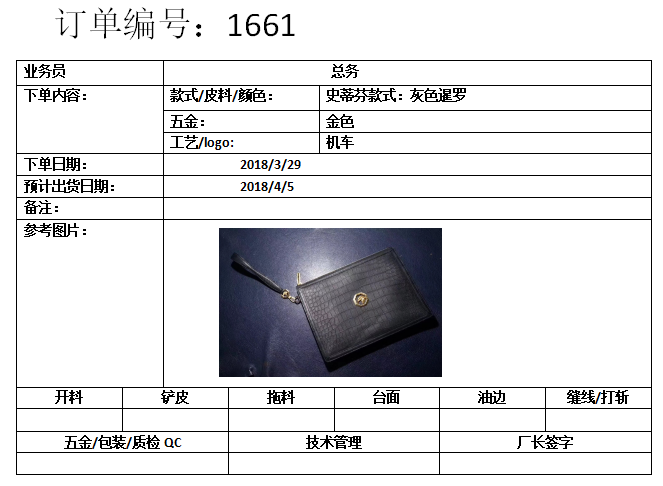 订单编号：1661
业务员 总务
下单内容： 款式/皮料/颜色： 史蒂芬款式：灰色暹罗
五金： 金色
工艺/logo: 机车
下单日期： 2018/3/29
预计出货日期： 2018/4/5
备注：
参考图片：
开料 铲皮 拖料 台面 油边 缝线/打斩
五金/包装/质检 QC 技术管理 厂长签字